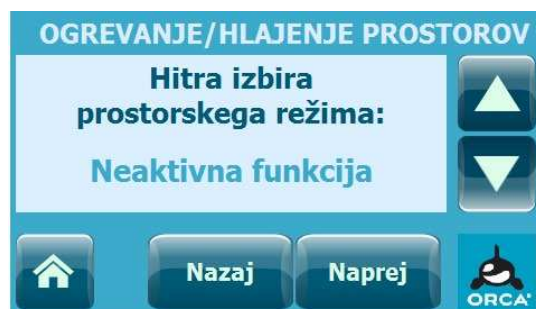 OGREVANJE/HLAJENJE PROSTOROV
Hitra izbira
prostorskega režima:
Neaktivna funkcija
Nazaj
Naprej
ORCA